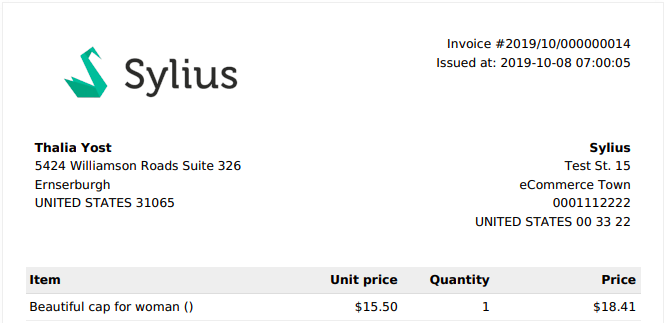 Sylius
Invoice #2019/10/000000014
Issued at: 2019-10-08 07:00:05
Thalia Yost
5424 Williamson Roads Suite 326
Ernserburgh
UNITED STATES 31065
Sylius
Test St. 15
eCommerce Town
0001112222
UNITED STATES 00 33 22
Item Unit price Quantity Price
Beautiful cap for woman () $15.50 1 $18.41